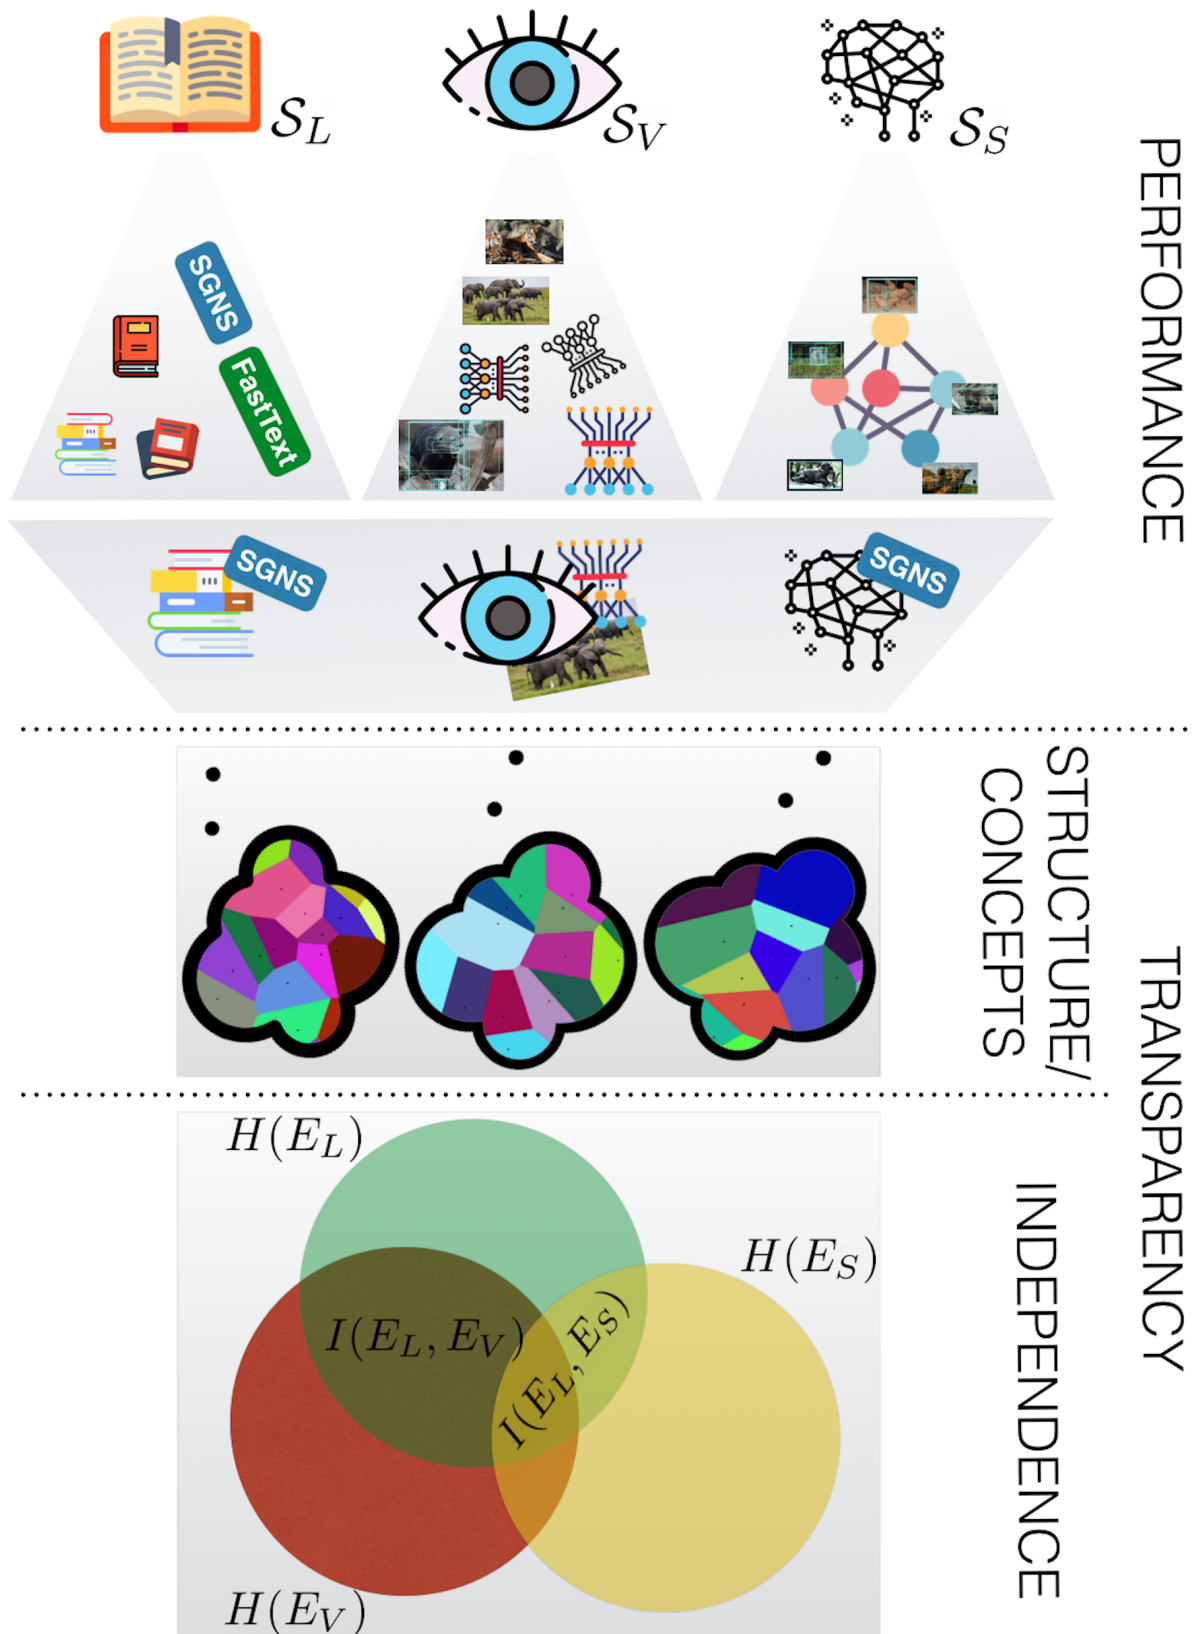 𝒮_L
𝒮_V
𝒮_S
PERFORMANCE
SGNS
FastText
SGNS
SGNS
STRUCTURE/
CONCEPTS
TRANSPARENCY
H(E_L)
H(E_S)
I(E_L, E_V)
I(E_L, E_S)
H(E_V)
INDEPENDENCE